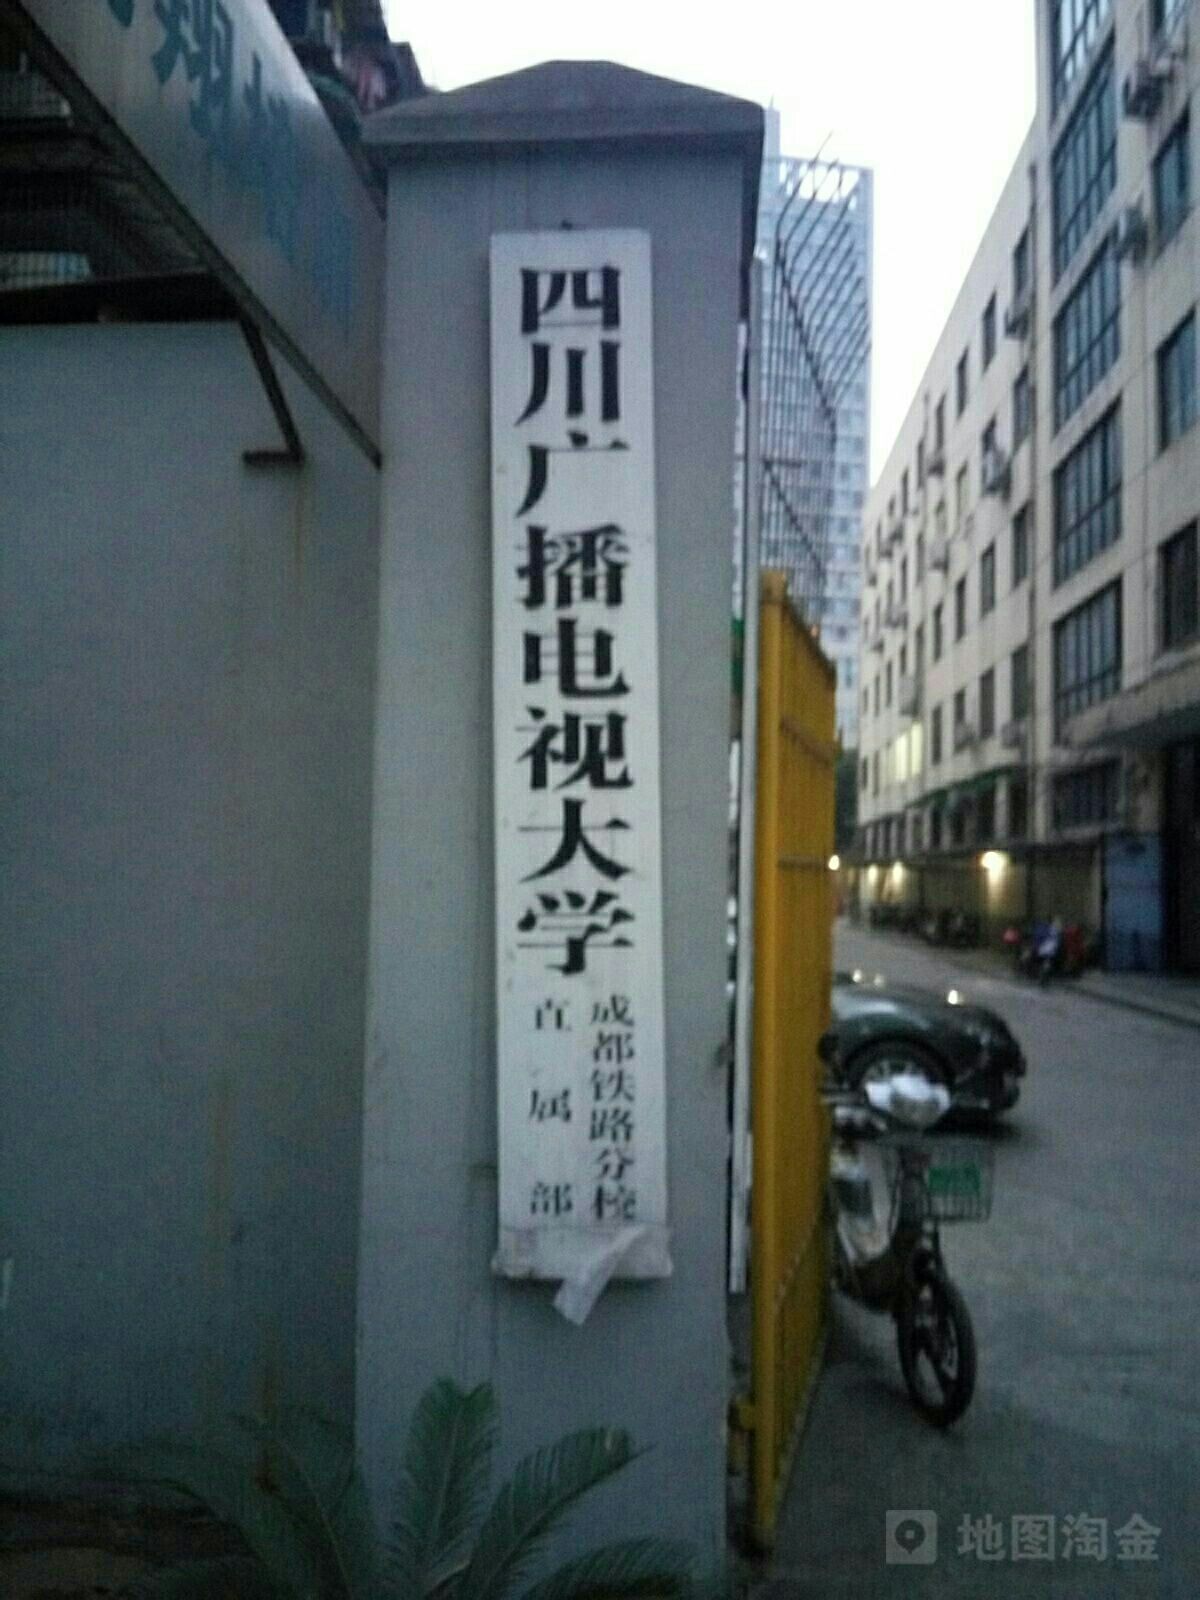 四川广播电视大学
成都铁路分校
直属部
翔
地图淘金